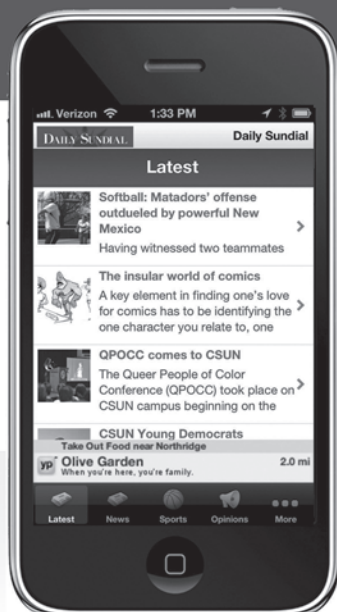 Verizon 1:33 PM
DAILY SUNDIAL Daily Sundial
Latest
Softball: Matadors' offense
outdueled by powerful New
Mexico
Having witnessed two teammates
The insular world of comics
A key element in finding one's love
for comics has to be identifying the
one character you relate to, one
QPOCC comes to CSUN
The Queer People of Color
Conference (QPOCC) took place on
CSUN campus beginning on the
CSUN Young Democrats
Take Out Food near Northridge
yp Olive Garden 2.0 mi
When you're here, you're family.
Latest News Sports Opinions More